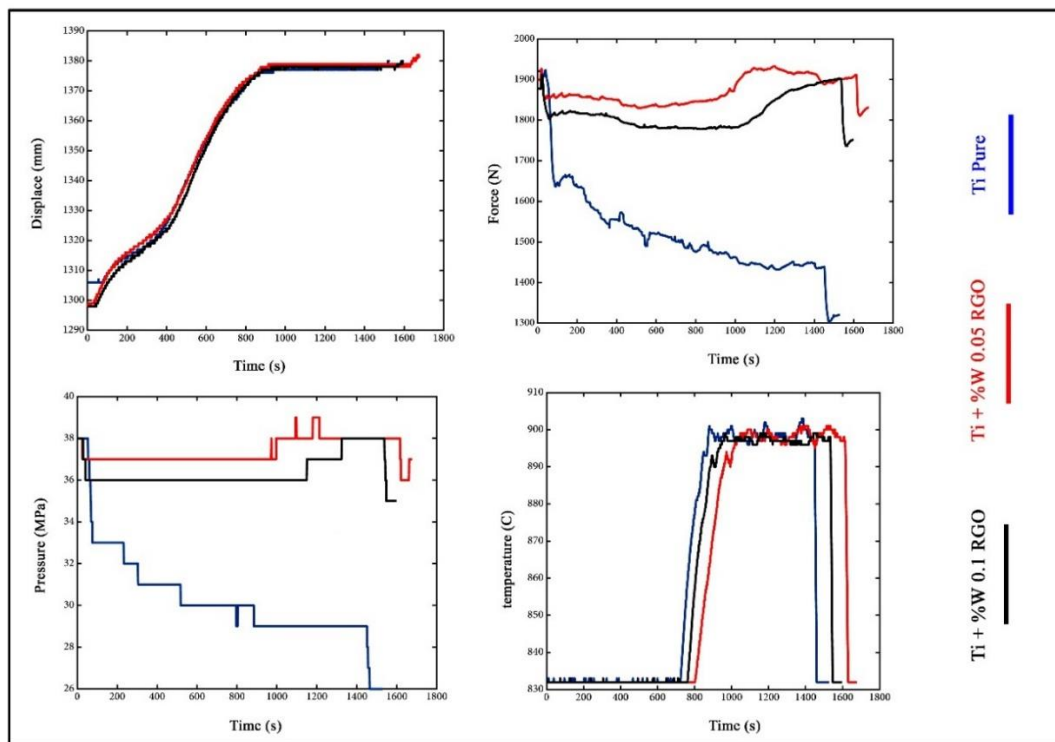 1390
1380
1370
1360
1350
1340
1330
1320
1310
1300
1290
0 200 400 600 800 1000 1200 1400 1600 1800
Displace (mm)
Time (s)
2000
1900
1800
1700
1600
1500
1400
1300
0 200 400 600 800 1000 1200 1400 1600 1800
Force (N)
Time (s)
40
38
36
34
32
30
28
26
0 200 400 600 800 1000 1200 1400 1600 1800
Pressure (MPa)
Time (s)
910
900
890
880
870
860
850
840
830
0 200 400 600 800 1000 1200 1400 1600 1800
temperature (C)
Time (s)
Ti Pure
Ti + %W 0.05 RGO
Ti + %W 0.1 RGO